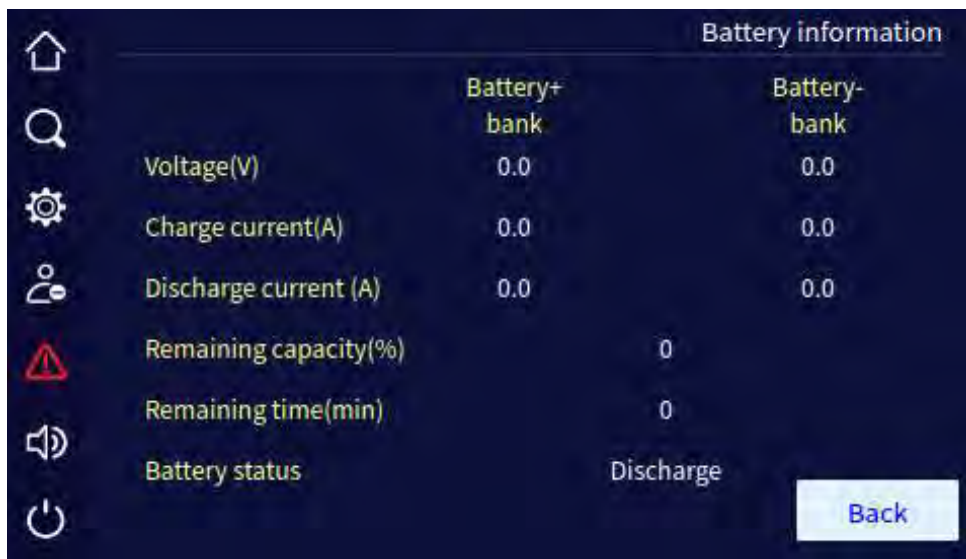 Battery information
Battery+ Battery-
bank bank
Voltage(V) 0.0 0.0
Charge current(A) 0.0 0.0
Discharge current (A) 0.0 0.0
Remaining capacity(%) 0
Remaining time(min) 0
Battery status Discharge
Back